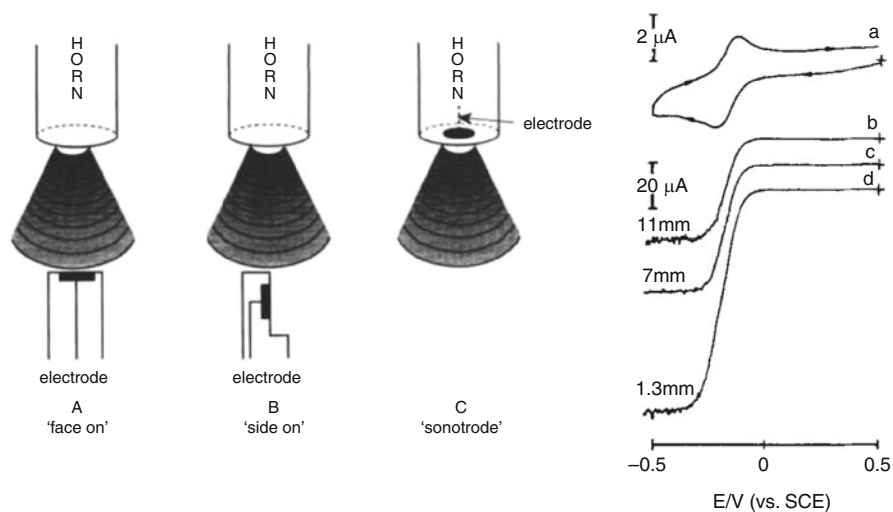 H
O
R
N
electrode
A
'face on'
H
O
R
N
electrode
B
'side on'
H
O
R
N
electrode
C
'sonotrode'
2 μA
a
b
c
20 μA
d
11mm
7mm
1.3mm
–0.5
0
0.5
E/V (vs. SCE)